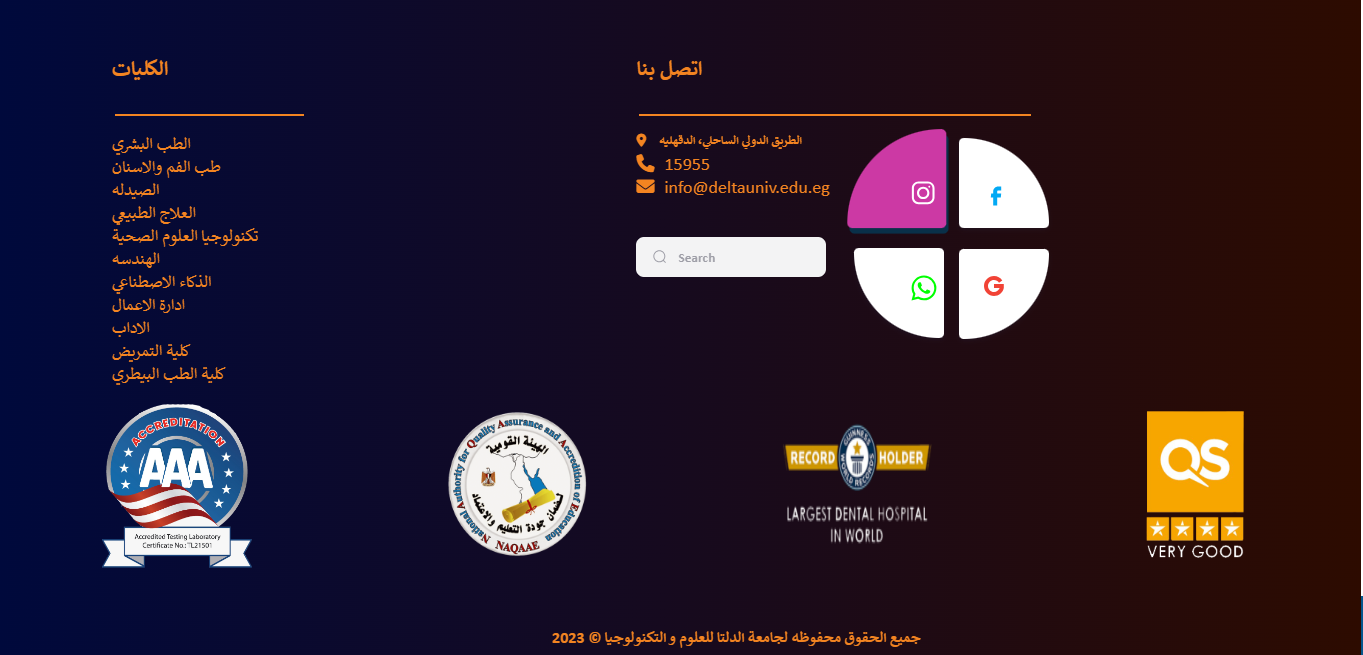 الكليات
الطب البشري
طب الفم والاسنان
الصيدله
العلاج الطبيعي
تكنولوجيا العلوم الصحية
الهندسه
الذكاء الاصطناعي
ادارة الاعمال
الاداب
كلية التمريض
كلية الطب البيطري
اتصل بنا
الطريق الدولي الساحلي، الدقهليه
15955
info@deltauniv.edu.eg
Search
ACCREDITATION
AAA
Accredited Testing Laboratory
Certificate No.: TL21501
National Authority for Quality Assurance and Accreditation of Education
الهيئة القومية
لضمان جودة التعليم والاعتماد
NAQAAE
RECORD HOLDER
GUINNESS WORLD RECORDS
LARGEST DENTAL HOSPITAL
IN WORLD
QS
VERY GOOD
جميع الحقوق محفوظه لجامعة الدلتا للعلوم و التكنولوجيا © 2023